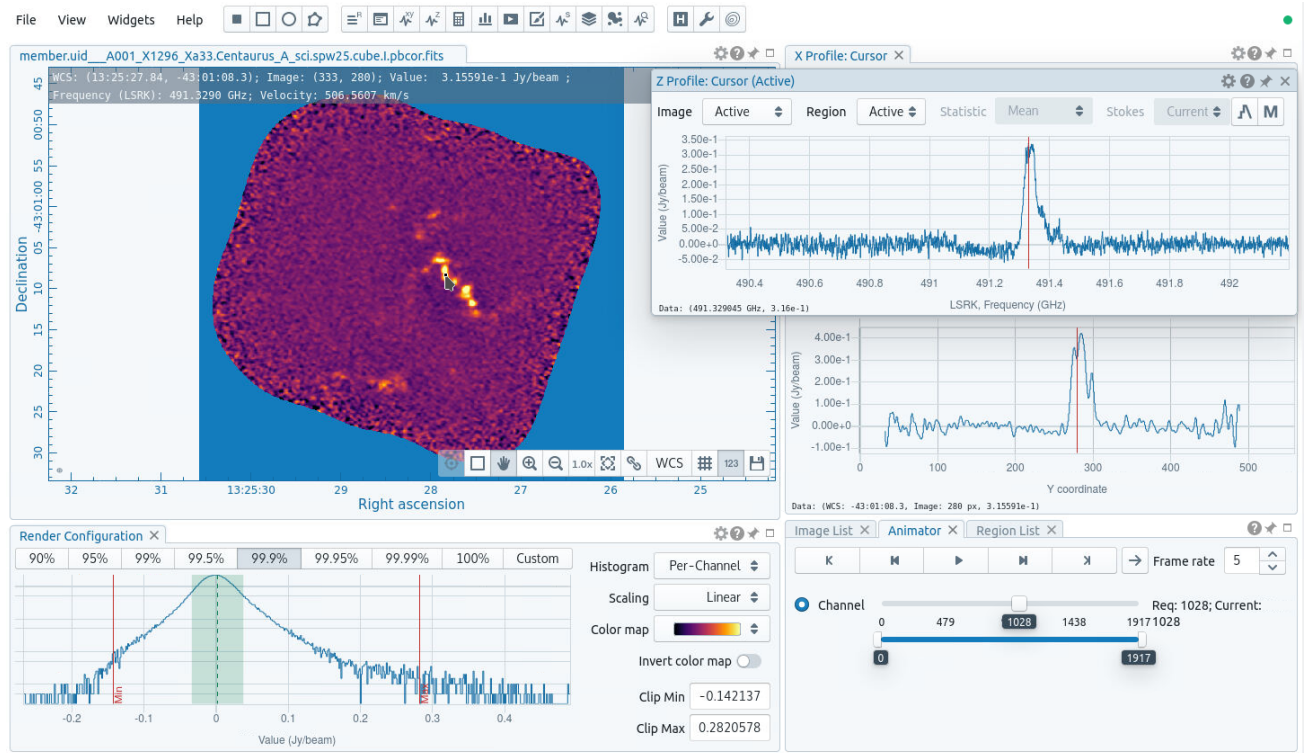 File View Widgets Help
member.uid___A001_X1296_Xa33.Centaurus_A_sci.spw25.cube.I.pbcor.fits
WCS: (13:25:27.84, -43:01:08.3); Image: (333, 280); Value: 3.15591e-1 Jy/beam ;
Frequency (LSRK): 491.3290 GHz; Velocity: 506.5607 km/s
Declination
45
00:50
55
-43:01:00
05
10
15
20
25
30
1.0x WCS 123
32 31 13:25:30 29 28 27 26 25
Right ascension
X Profile: Cursor
Z Profile: Cursor (Active)
Image Active Region Active Statistic Mean Stokes Current M
Value (Jy/beam)
3.50e-1
3.00e-1
2.50e-1
2.00e-1
1.50e-1
1.00e-1
5.00e-2
0.00e+0
-5.00e-2
490.4 490.6 490.8 491 491.2 491.4 491.6 491.8 492
LSRK, Frequency (GHz)
Data: (491.329045 GHz, 3.16e-1)
Value (Jy/beam)
4.00e-1
3.00e-1
2.00e-1
1.00e-1
0.00e+0
-1.00e-1
0 100 200 300 400 500
Y coordinate
Data: (WCS: -43:01:08.3, Image: 280 px, 3.15591e-1)
Render Configuration
90% 95% 99% 99.5% 99.9% 99.95% 99.99% 100% Custom
Min
Max
-0.2 -0.1 0 0.1 0.2 0.3 0.4
Value (Jy/beam)
Histogram Per-Channel
Scaling Linear
Color map
Invert color map
Clip Min -0.142137
Clip Max 0.2820578
Image List Animator Region List
Frame rate 5
Channel
Req: 1028; Current:
1028
0 479 1028 1438 1917
0 1917